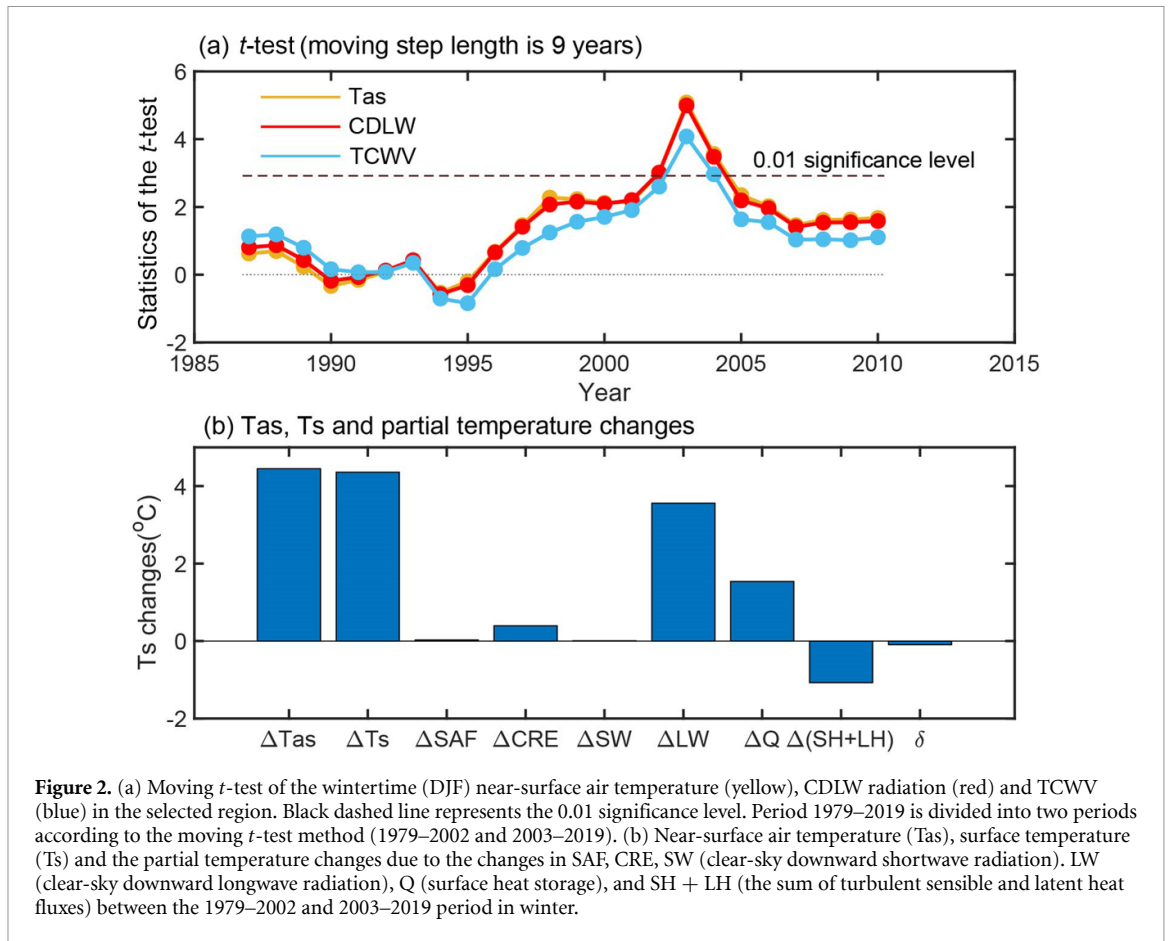 (a) t-test (moving step length is 9 years)
6
4
2
0
-2
Statistics of the t-test
Tas
CDLW
TCWV
0.01 significance level
1985 1990 1995 2000 2005 2010 2015
Year
(b) Tas, Ts and partial temperature changes
4
2
0
-2
Ts changes(°C)
ΔTas ΔTs ΔSAF ΔCRE ΔSW ΔLW ΔQ Δ(SH+LH) δ
Figure 2. (a) Moving t-test of the wintertime (DJF) near-surface air temperature (yellow), CDLW radiation (red) and TCWV
(blue) in the selected region. Black dashed line represents the 0.01 significance level. Period 1979–2019 is divided into two periods
according to the moving t-test method (1979–2002 and 2003–2019). (b) Near-surface air temperature (Tas), surface temperature
(Ts) and the partial temperature changes due to the changes in SAF, CRE, SW (clear-sky downward shortwave radiation). LW
(clear-sky downward longwave radiation), Q (surface heat storage), and SH + LH (the sum of turbulent sensible and latent heat
fluxes) between the 1979–2002 and 2003–2019 period in winter.